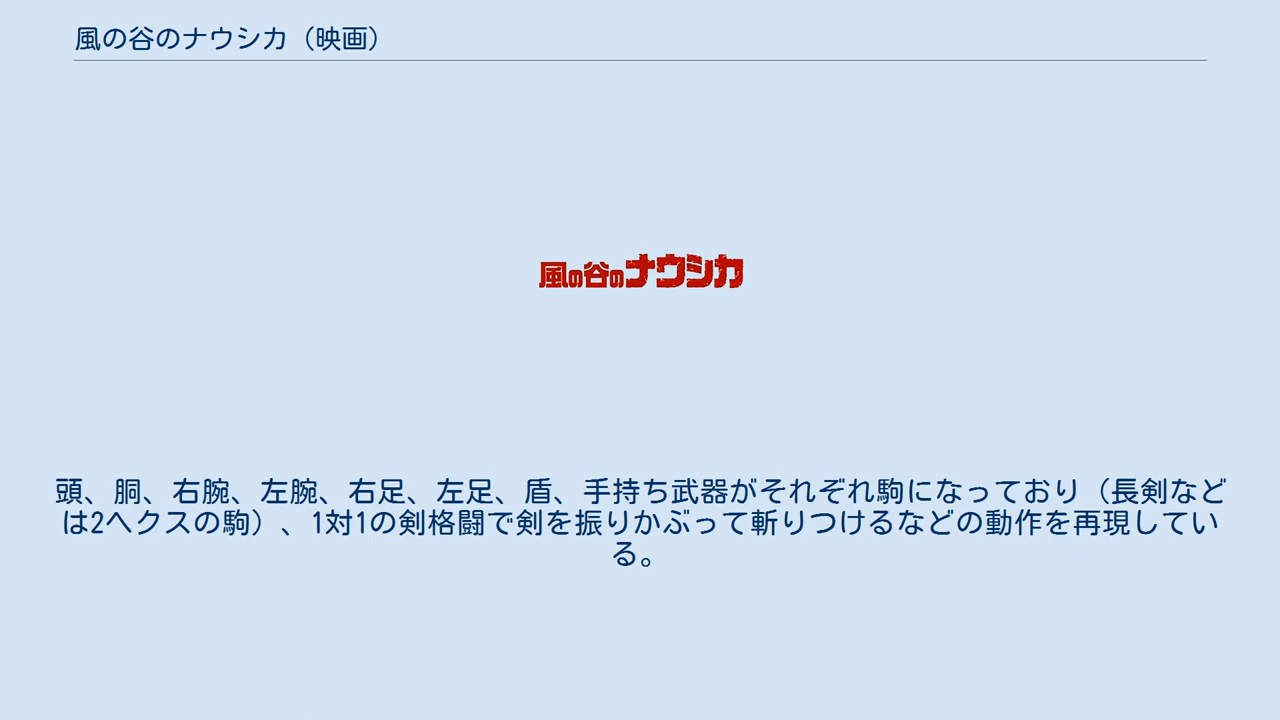 風の谷のナウシカ（映画）
風の谷のナウシカ
頭、胴、右腕、左腕、右足、左足、盾、手持ち武器がそれぞれ駒になっており（長剣など
は2ヘクスの駒）、1対1の剣格闘で剣を振りかぶって斬りつけるなどの動作を再現してい
る。